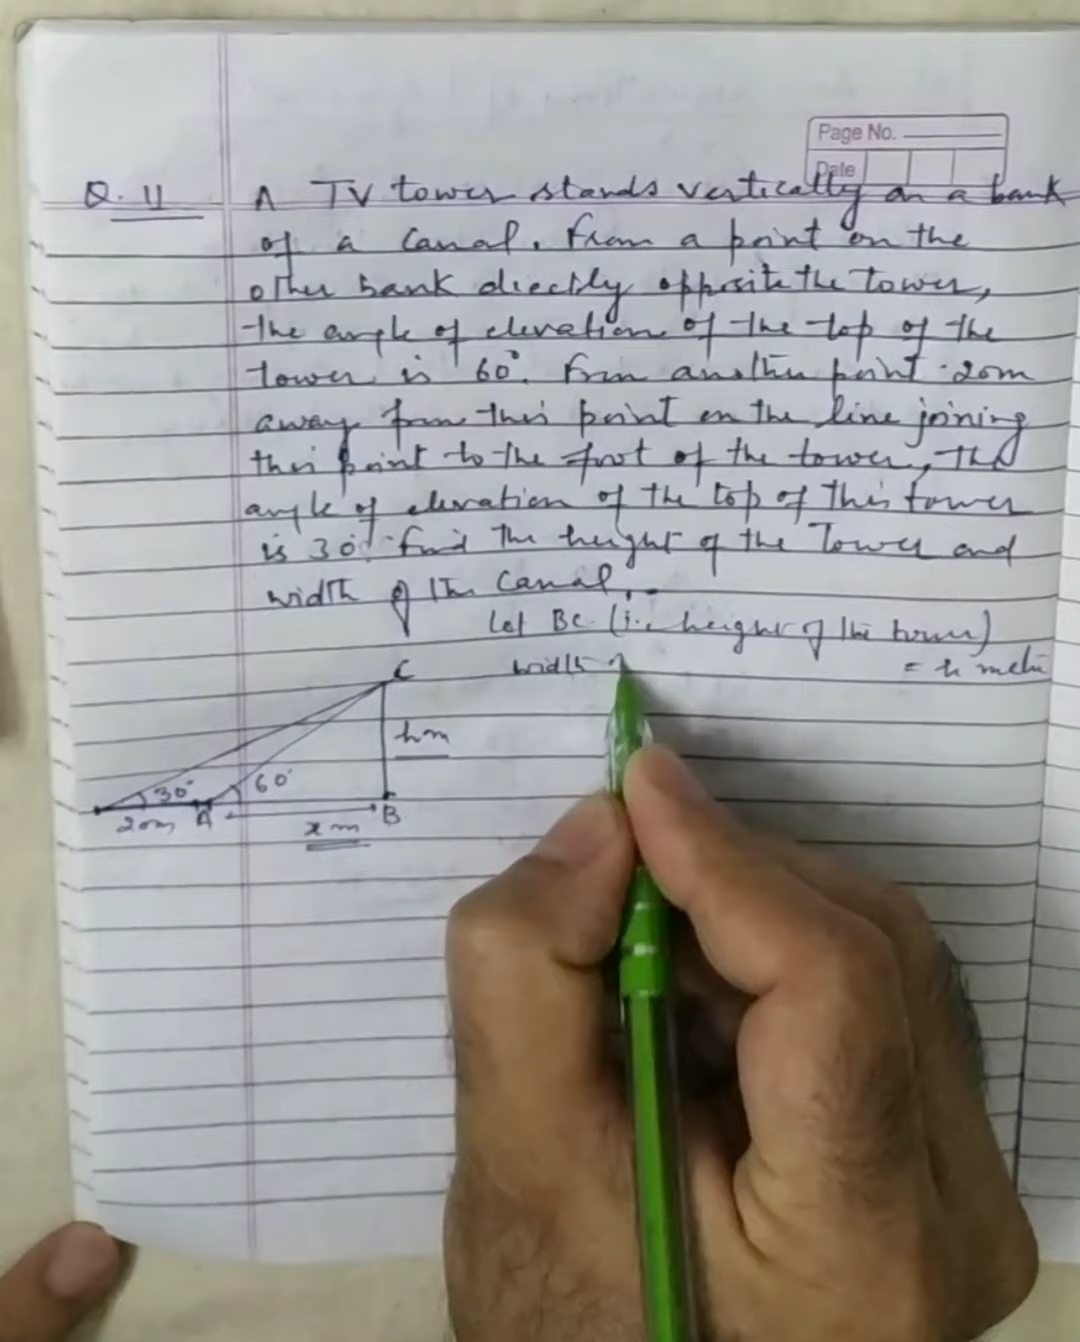 Page No.
Date
Q. 11 A TV tower stands vertically on a bank
of a Canal. From a point on the
other bank directly opposite the Tower,
the angle of elevation of the top of the
tower is 60°. From another point 20m
away from this point on the line joining
this point to the foot of the tower, the
angle of elevation of the top of this tower
is 30°. Find the height of the Tower and
width of the Canal.
Let BC (i.e height of the tower)
= h metre
width of
C
hm
30° 60°
20m A x m B